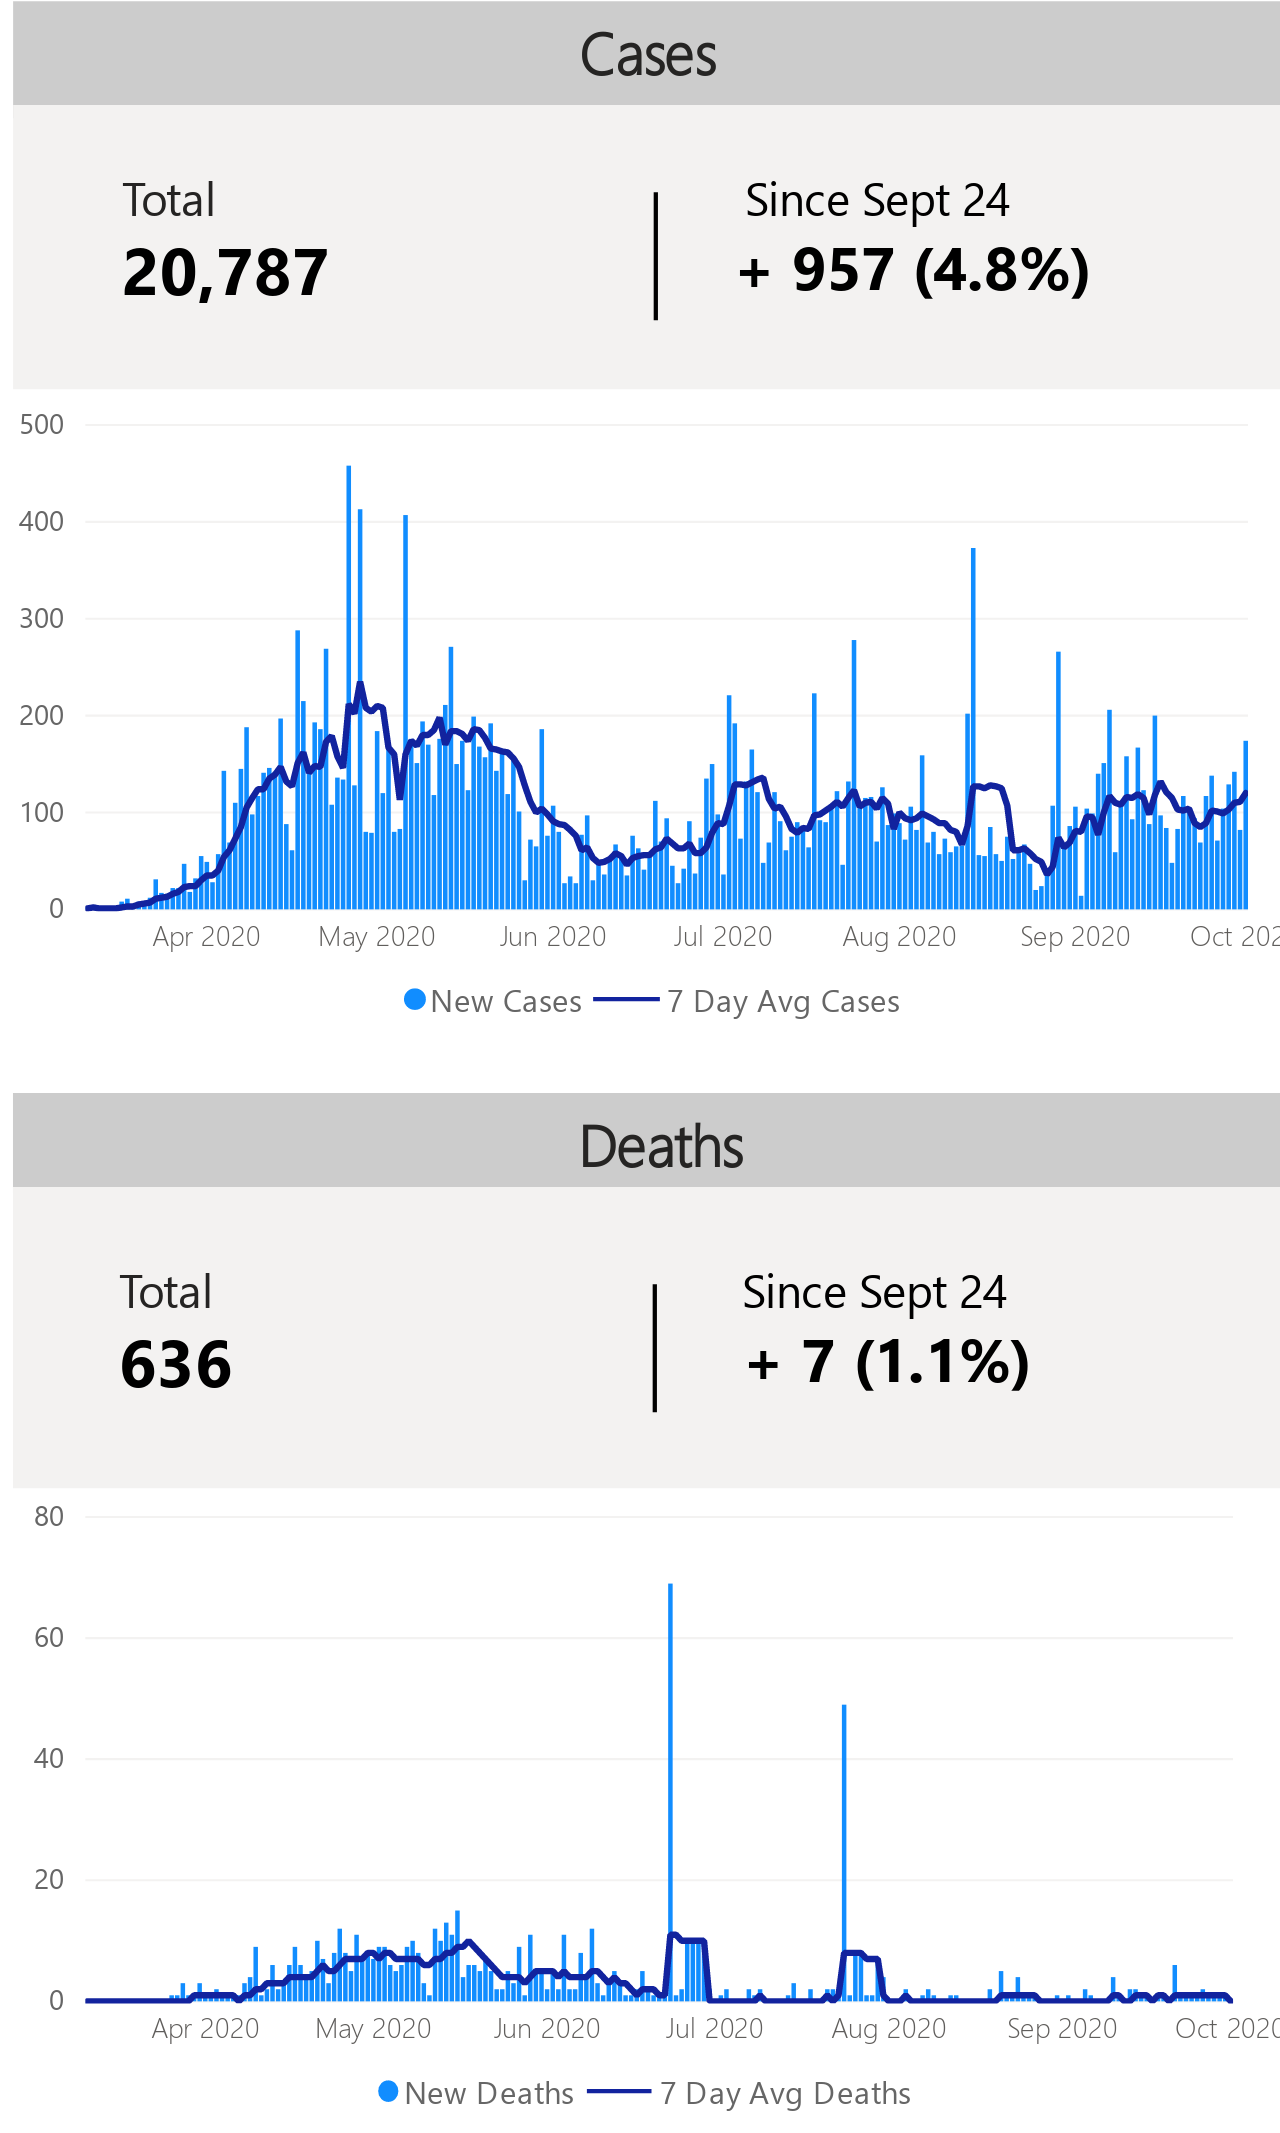 Cases
Total
Since Sept 24
20,787
+ 957 (4.8%)
500
400
300
200
100
0
Apr 2020 May 2020 Jun 2020 Jul 2020 Aug 2020 Sep 2020 Oct 202
New Cases 7 Day Avg Cases
Deaths
Total
Since Sept 24
636
+ 7 (1.1%)
80
60
40
20
0
Apr 2020 May 2020 Jun 2020 Jul 2020 Aug 2020 Sep 2020 Oct 2020
New Deaths 7 Day Avg Deaths